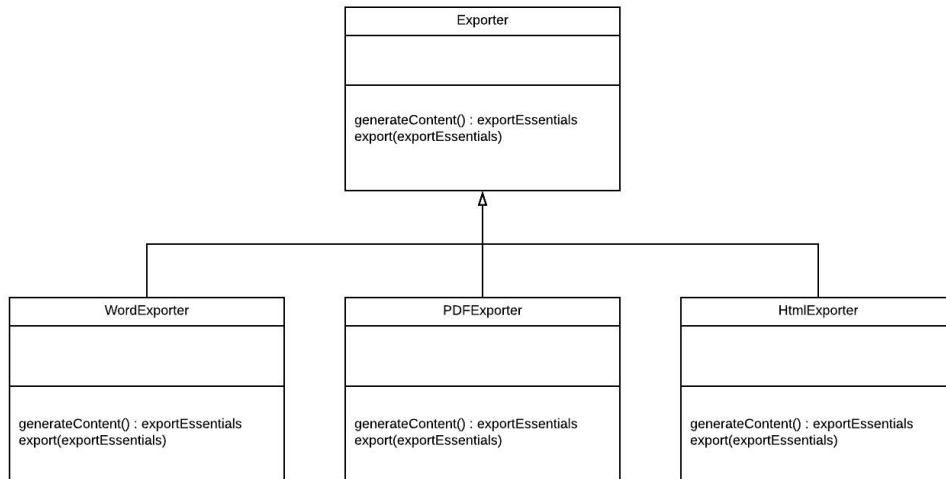 Exporter
generateContent() : exportEssentials
export(exportEssentials)
WordExporter
generateContent() : exportEssentials
export(exportEssentials)
PDFExporter
generateContent() : exportEssentials
export(exportEssentials)
HtmlExporter
generateContent() : exportEssentials
export(exportEssentials)